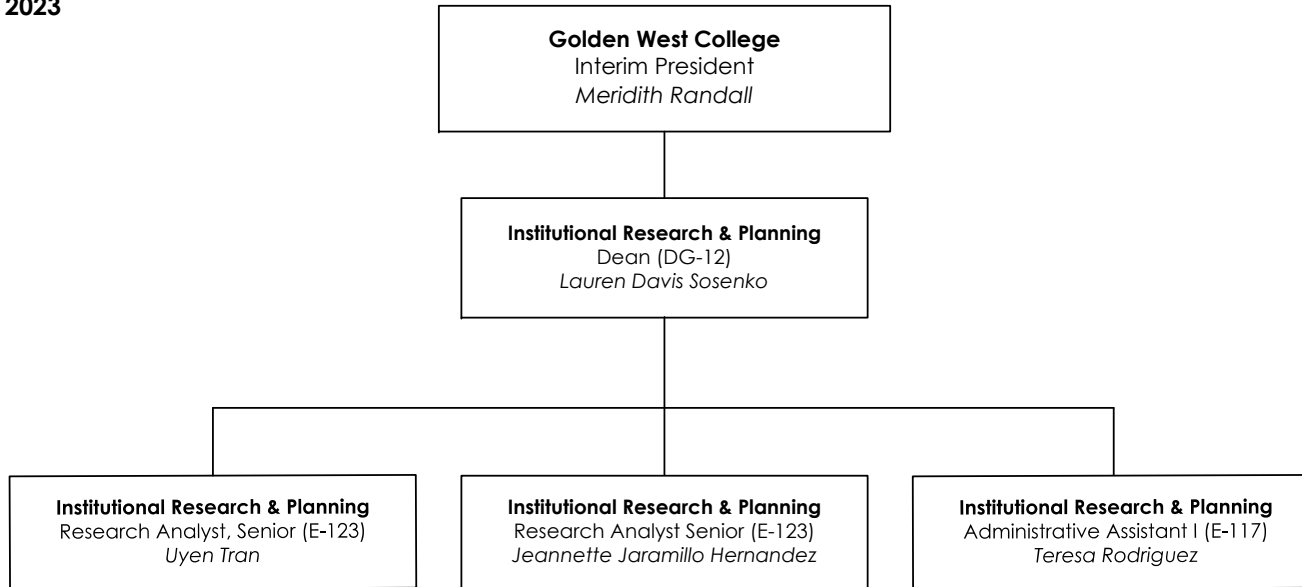 2023
Golden West College
Interim President
Meridith Randall
Institutional Research & Planning
Dean (DG-12)
Lauren Davis Sosenko
Institutional Research & Planning
Research Analyst, Senior (E-123)
Uyen Tran
Institutional Research & Planning
Research Analyst Senior (E-123)
Jeannette Jaramillo Hernandez
Institutional Research & Planning
Administrative Assistant I (E-117)
Teresa Rodriguez